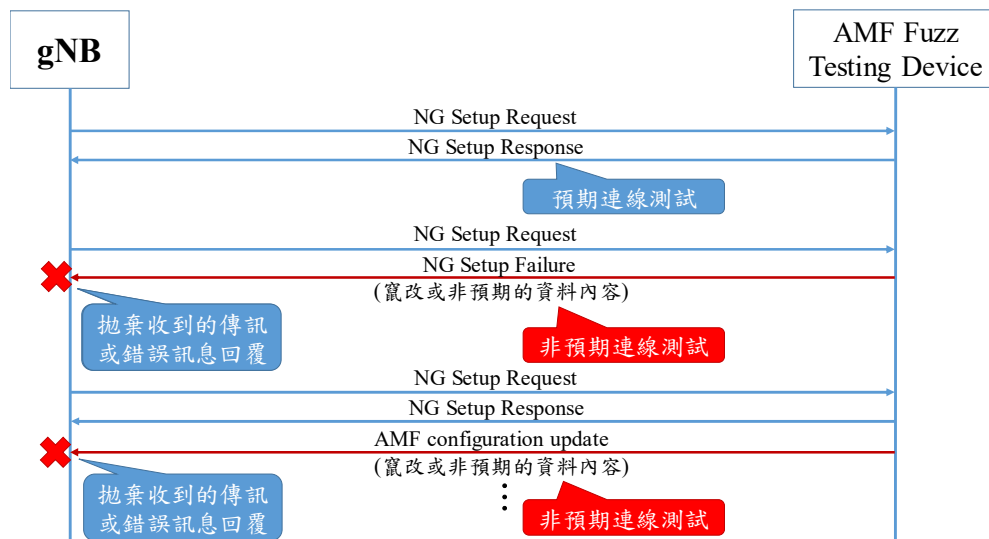 gNB
AMF Fuzz
Testing Device
NG Setup Request
NG Setup Response
預期連線測試
NG Setup Request
NG Setup Failure
(竄改或非預期的資料內容)
拋棄收到的傳訊
或錯誤訊息回覆
非預期連線測試
NG Setup Request
NG Setup Response
AMF configuration update
(竄改或非預期的資料內容)
拋棄收到的傳訊
或錯誤訊息回覆
非預期連線測試